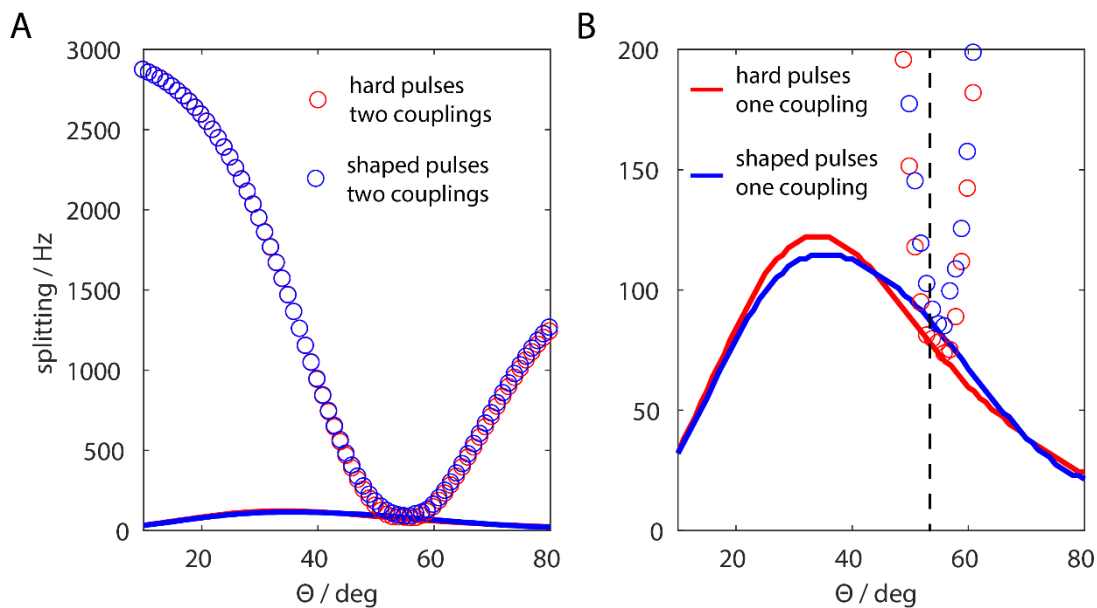 A
3000
2500
2000
1500
1000
500
0
splitting / Hz
20
40
60
80
Θ / deg
hard pulses
two couplings
shaped pulses
two couplings
B
200
150
100
50
0
20
40
60
80
Θ / deg
hard pulses
one coupling
shaped pulses
one coupling